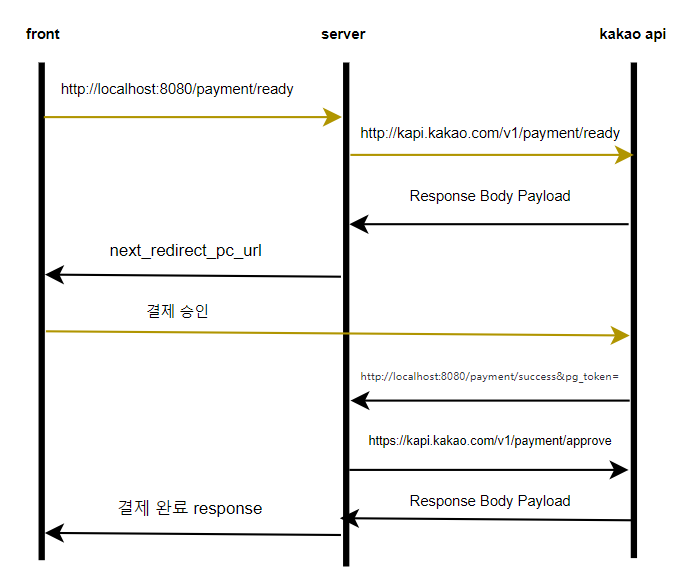 front
server
kakao api
http://localhost:8080/payment/ready
http://kapi.kakao.com/v1/payment/ready
Response Body Payload
next_redirect_pc_url
결제 승인
http://localhost:8080/payment/success&pg_token=
https://kapi.kakao.com/v1/payment/approve
Response Body Payload
결제 완료 response